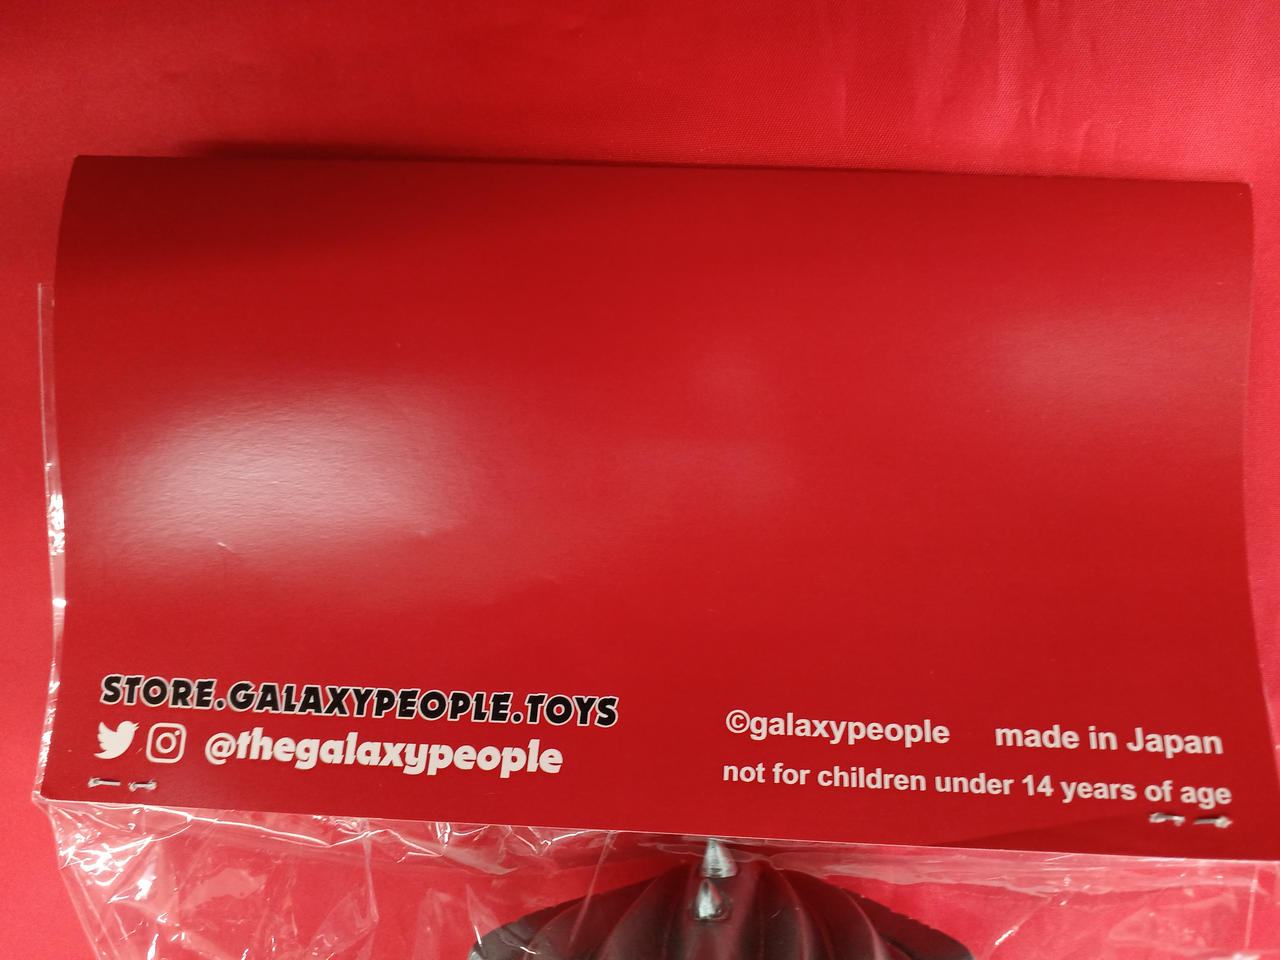 STORE.GALAXYPEOPLE.TOYS
@thegalaxypeople
©galaxypeople made in Japan
not for children under 14 years of age